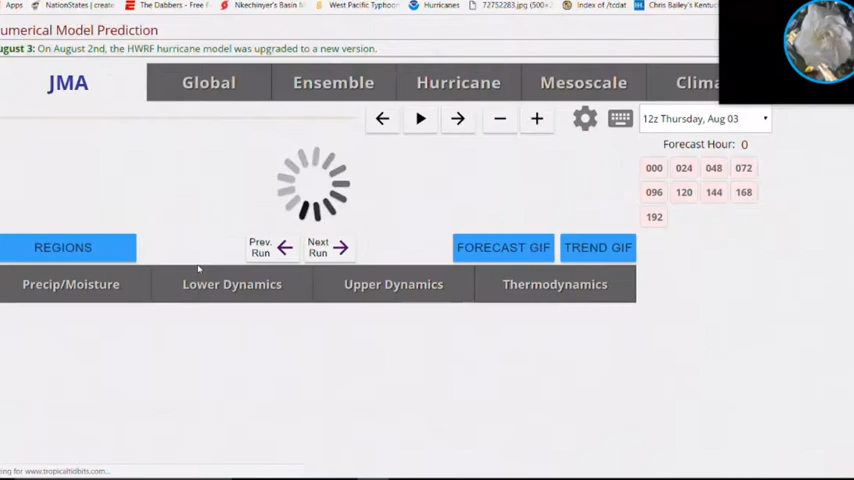 Apps NationStates | create The Dabbers - Free F Nkechinyer's Basin M West Pacific Typhoon Hurricanes 72752283.jpg (500×2 Index of /tcdat Chris Bailey's Kentuc
umerical Model Prediction
ugust 3: On August 2nd, the HWRF hurricane model was upgraded to a new version.
JMA Global Ensemble Hurricane Mesoscale Clima
12z Thursday, Aug 03
Forecast Hour: 0
000 024 048 072
096 120 144 168
192
REGIONS Prev. Run Next Run FORECAST GIF TREND GIF
Precip/Moisture Lower Dynamics Upper Dynamics Thermodynamics
ing for www.tropicaltidbits.com...